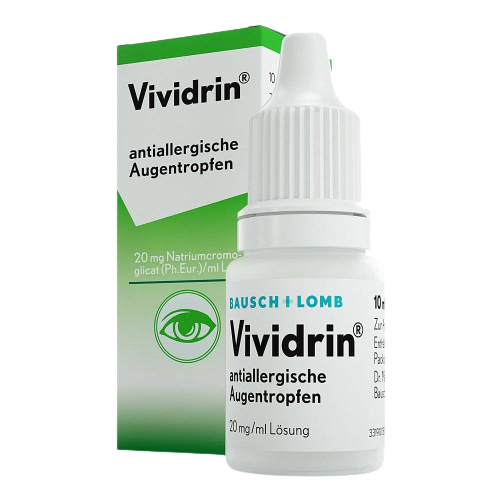 Vividrin®
antiallergische
Augentropfen
20 mg Natriumcromo-
glicat (Ph.Eur.)/ml
10
BAUSCH + LOMB
Vividrin®
antiallergische
Augentropfen
20 mg/ml Lösung
10